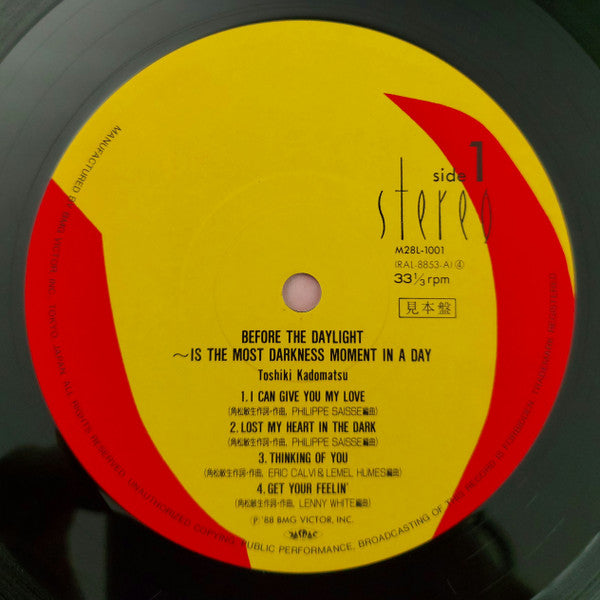 side 1
stereo
M28L-1001
(RAL-8853-A) ④
33⅓rpm
見本盤
BEFORE THE DAYLIGHT
〜IS THE MOST DARKNESS MOMENT IN A DAY
Toshiki Kadomatsu
1. I CAN GIVE YOU MY LOVE
(角松敏生作詞・作曲, PHILIPPE SAISSE編曲)
2. LOST MY HEART IN THE DARK
(角松敏生作詞・作曲, PHILIPPE SAISSE編曲)
3. THINKING OF YOU
(角松敏生作詞・作曲, ERIC CALVI & LEMEL HUMES編曲)
4. GET YOUR FEELIN'
(角松敏生作詞・作曲, LENNY WHITE編曲)
Ⓟ '88 BMG VICTOR, INC.
JASRAC
MANUFACTURED BY BMG VICTOR INC. TOKYO, JAPAN. ALL RIGHTS RESERVED. UNAUTHORIZED COPYING, PUBLIC PERFORMANCE, BROADCASTING OF THIS RECORD IS FORBIDDEN.